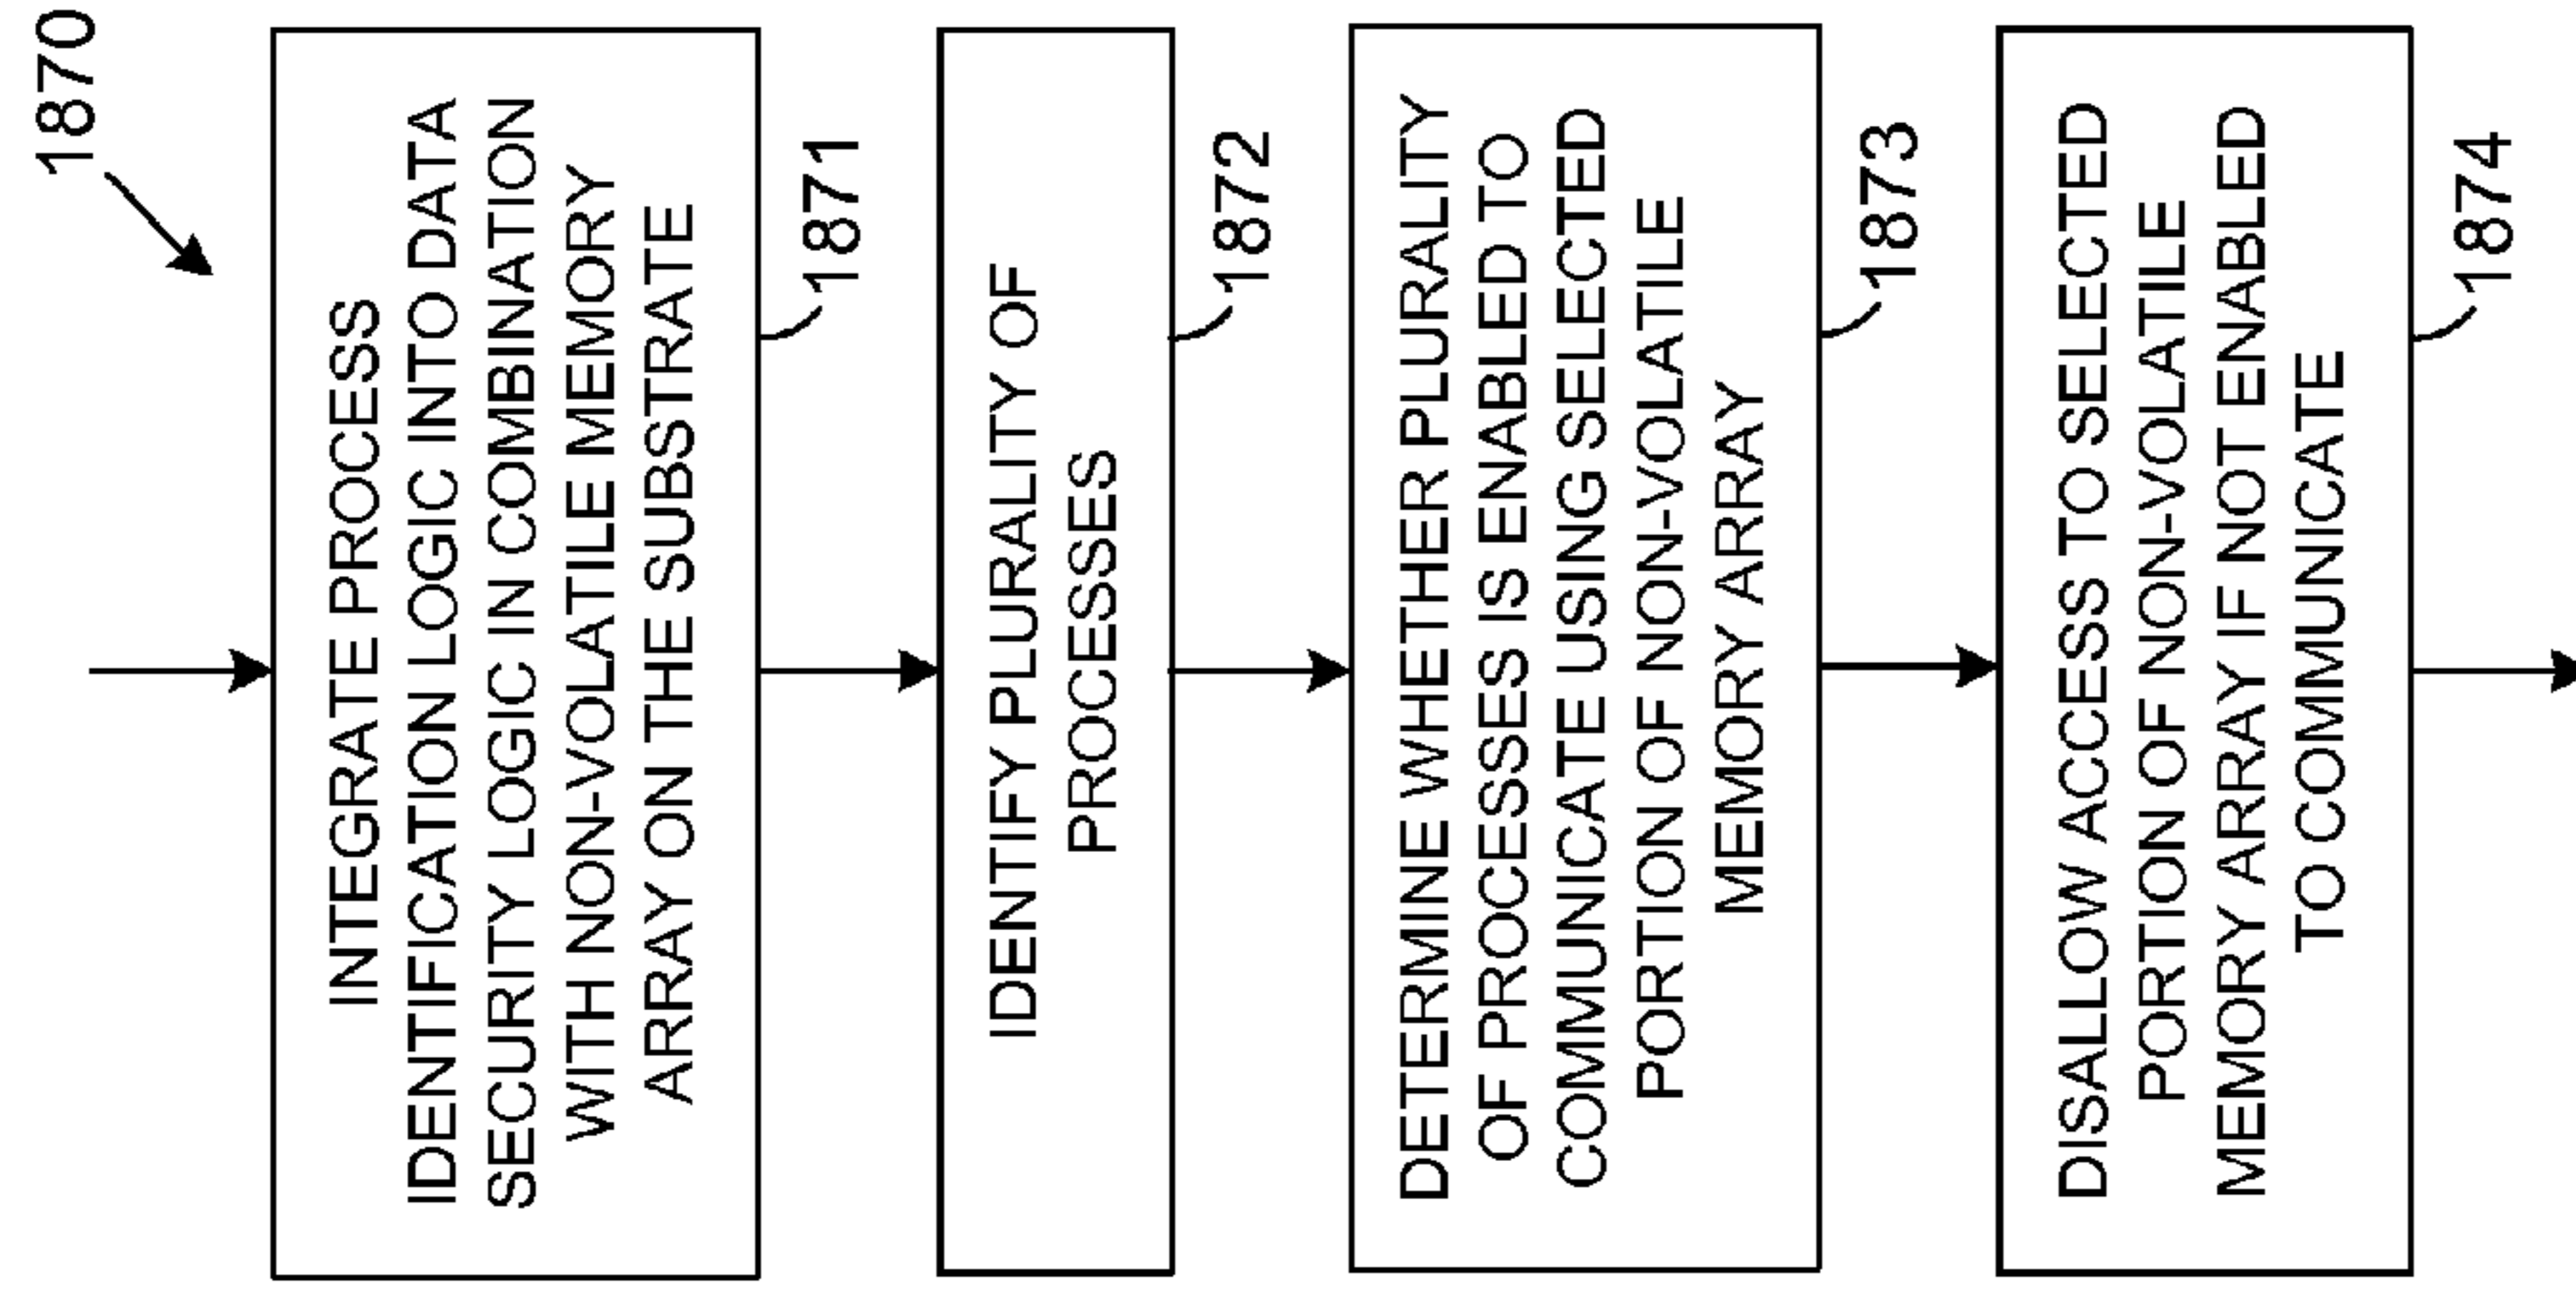 1870
INTEGRATE PROCESS
IDENTIFICATION LOGIC INTO DATA
SECURITY LOGIC IN COMBINATION
WITH NON-VOLATILE MEMORY
ARRAY ON THE SUBSTRATE
1871
IDENTIFY PLURALITY OF
PROCESSES
1872
DETERMINE WHETHER PLURALITY
OF PROCESSES IS ENABLED TO
COMMUNICATE USING SELECTED
PORTION OF NON-VOLATILE
MEMORY ARRAY
1873
DISALLOW ACCESS TO SELECTED
PORTION OF NON-VOLATILE
MEMORY ARRAY IF NOT ENABLED
TO COMMUNICATE
1874